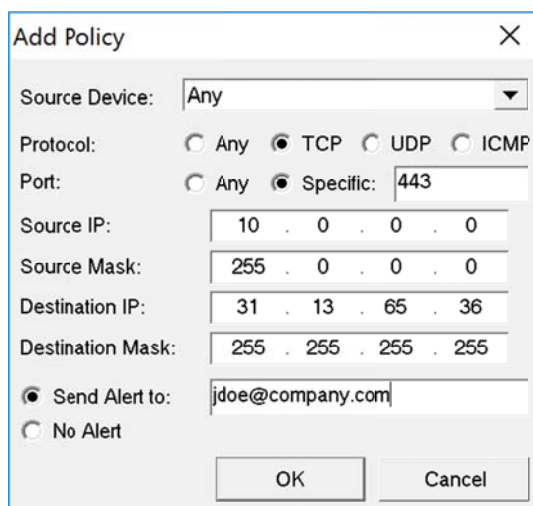 Add Policy
Source Device: Any
Protocol: Any TCP UDP ICMP
Port: Any Specific: 443
Source IP: 10 . 0 . 0 . 0
Source Mask: 255 . 0 . 0 . 0
Destination IP: 31 . 13 . 65 . 36
Destination Mask: 255 . 255 . 255 . 255
Send Alert to: jdoe@company.com
No Alert
OK Cancel